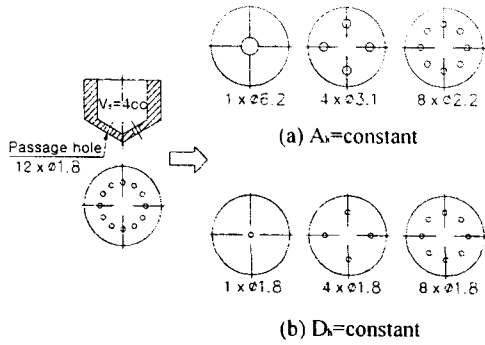 1 x Ø6.2 4 x Ø3.1 8 x Ø2.2
(a) Aₕ=constant
Vₛ=4cc
Passage hole
12 x Ø1.8
1 x Ø1.8 4 x Ø1.8 8 x Ø1.8
(b) Dₕ=constant